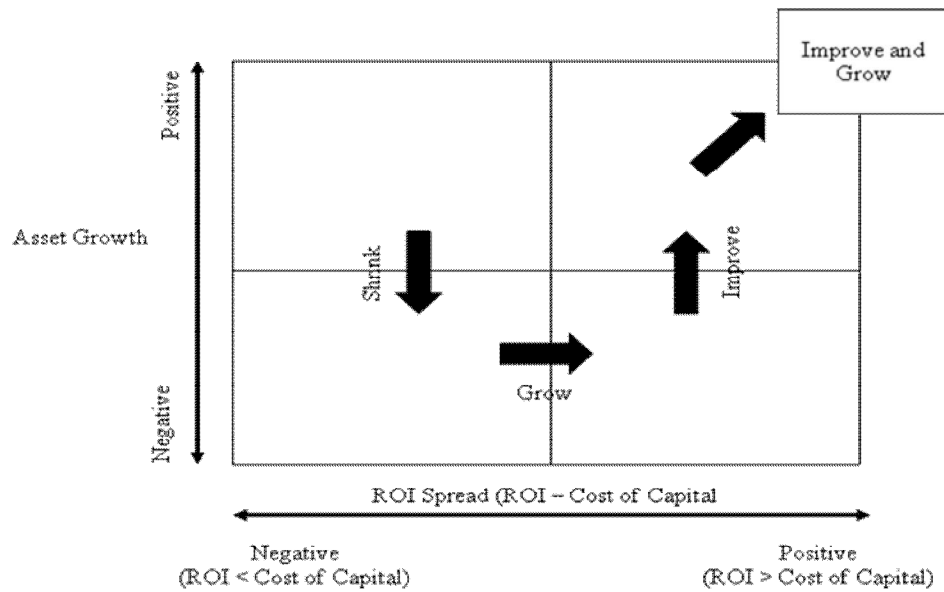 Improve and
Grow
Positive
Asset Growth
Shrink
Improve
Grow
Negative
ROI Spread (ROI – Cost of Capital
Negative
(ROI < Cost of Capital)
Positive
(ROI > Cost of Capital)